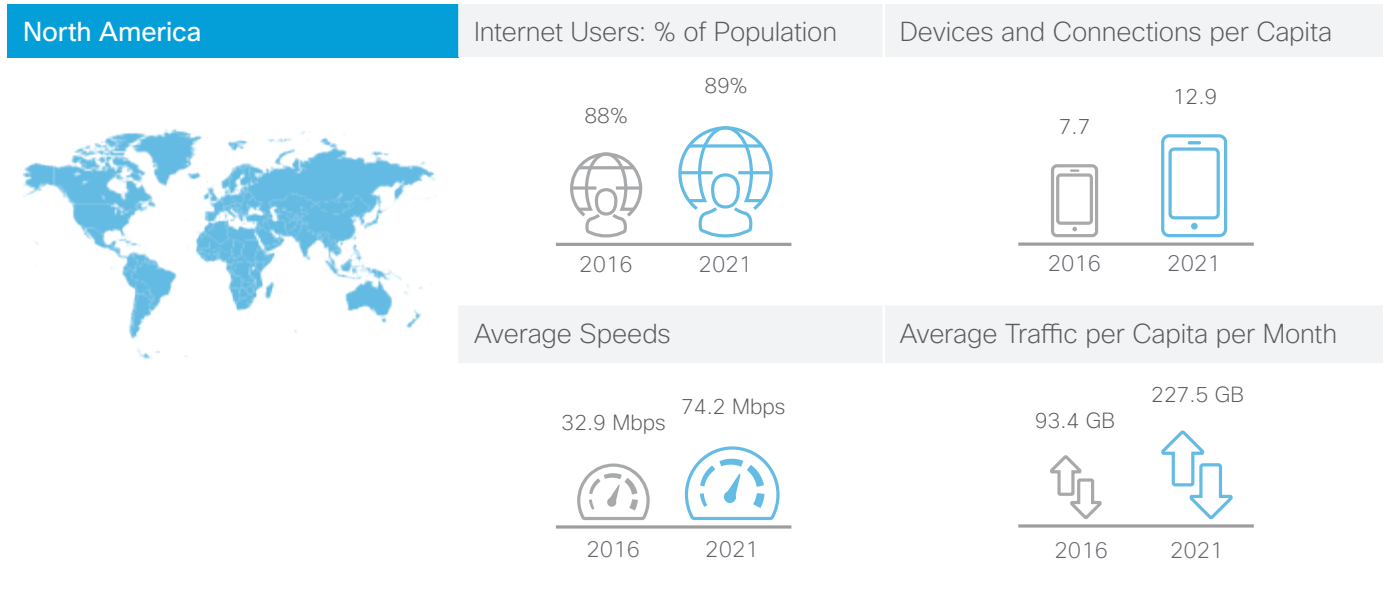 North America
Internet Users: % of Population
Devices and Connections per Capita
88%
89%
2016
2021
7.7
12.9
2016
2021
Average Speeds
Average Traffic per Capita per Month
32.9 Mbps
74.2 Mbps
2016
2021
93.4 GB
227.5 GB
2016
2021